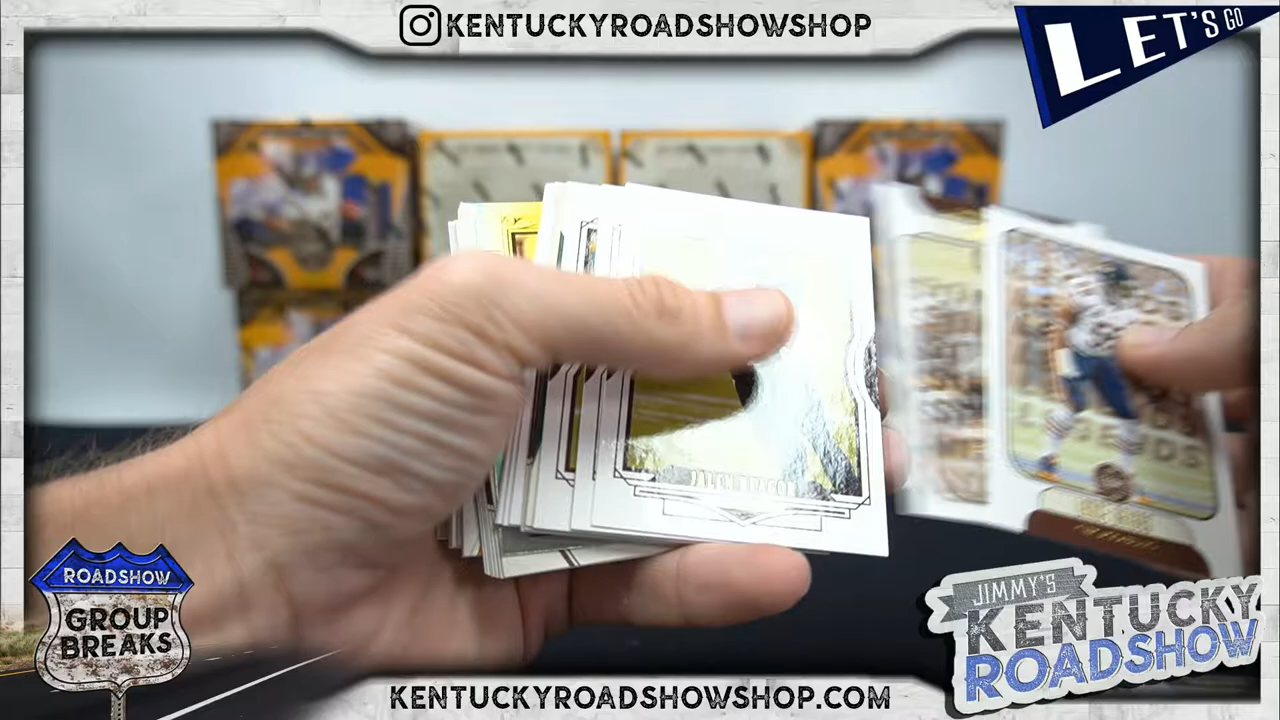 KENTUCKYROADSHOWSHOP
LET'S GO
ROADSHOW
GROUP
BREAKS
JIMMY'S
KENTUCKY
ROADSHOW
KENTUCKYROADSHOWSHOP.COM